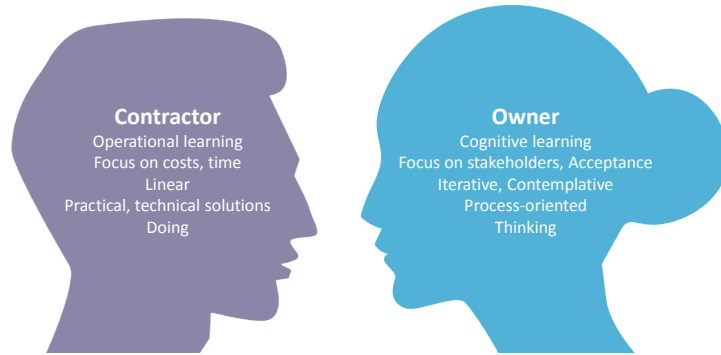 Contractor
Operational learning
Focus on costs, time
Linear
Practical, technical solutions
Doing
Owner
Cognitive learning
Focus on stakeholders, Acceptance
Iterative, Contemplative
Process-oriented
Thinking